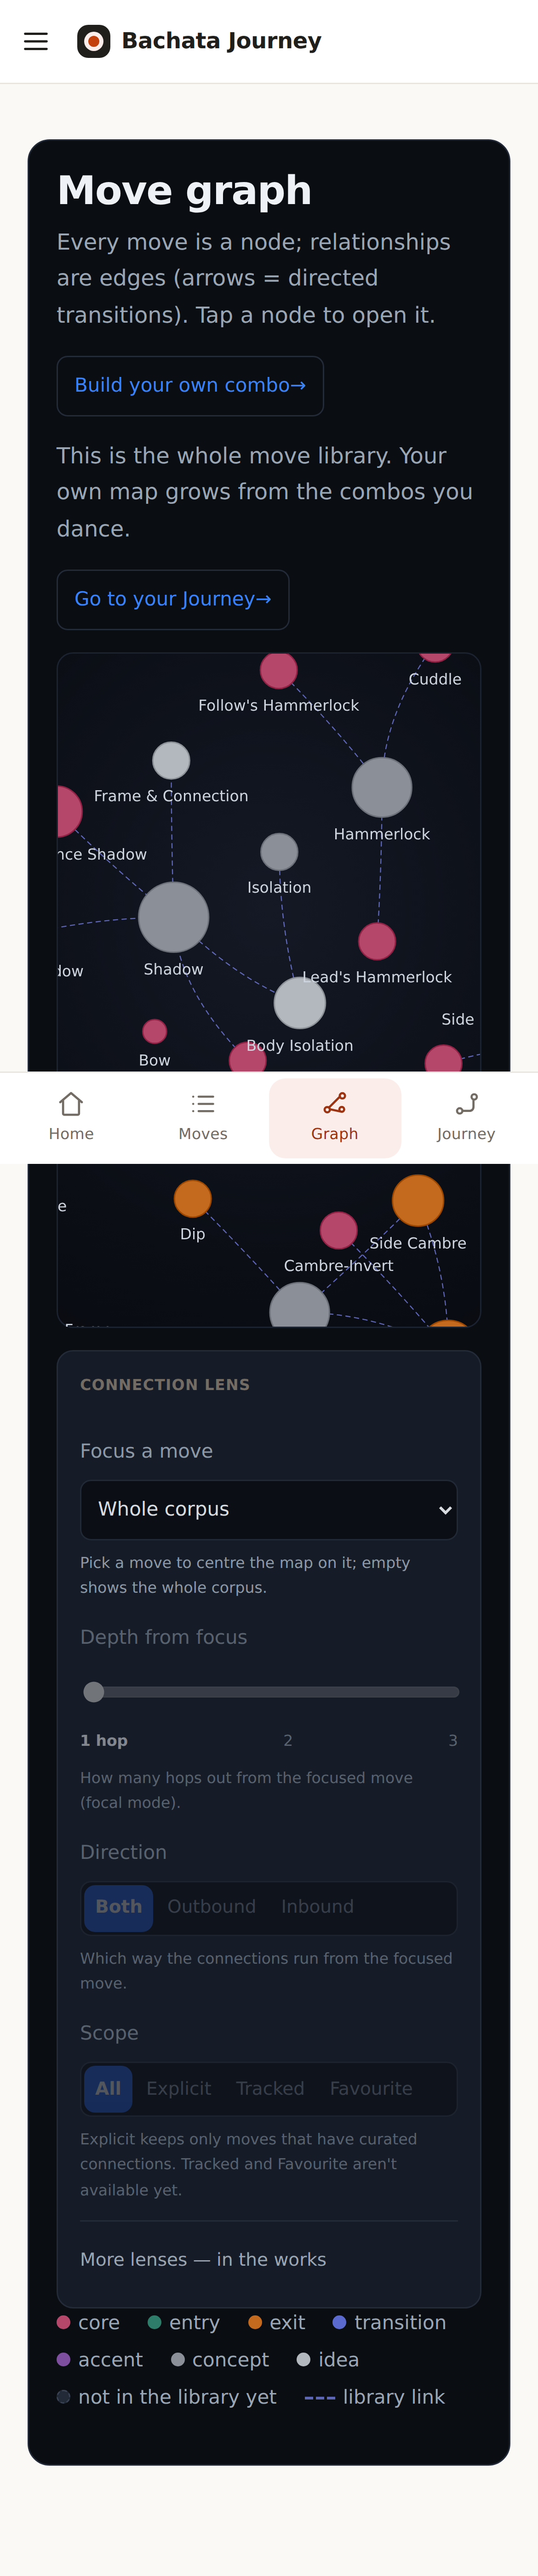 Bachata Journey
Move graph
Every move is a node; relationships
are edges (arrows = directed
transitions). Tap a node to open it.
Build your own combo→
This is the whole move library. Your
own map grows from the combos you
dance.
Go to your Journey→
Cuddle
Follow's Hammerlock
Frame & Connection
Hammerlock
nce Shadow
Isolation
Shadow
dow
Lead's Hammerlock
Side
Body Isolation
Bow
Home
Moves
Graph
Journey
e
Dip
Side Cambre
Cambre-Invert
CONNECTION LENS
Focus a move
Whole corpus
Pick a move to centre the map on it; empty
shows the whole corpus.
Depth from focus
1 hop 2 3
How many hops out from the focused move
(focal mode).
Direction
Both Outbound Inbound
Which way the connections run from the focused
move.
Scope
All Explicit Tracked Favourite
Explicit keeps only moves that have curated
connections. Tracked and Favourite aren't
available yet.
More lenses — in the works
core entry exit transition
accent concept idea
not in the library yet library link